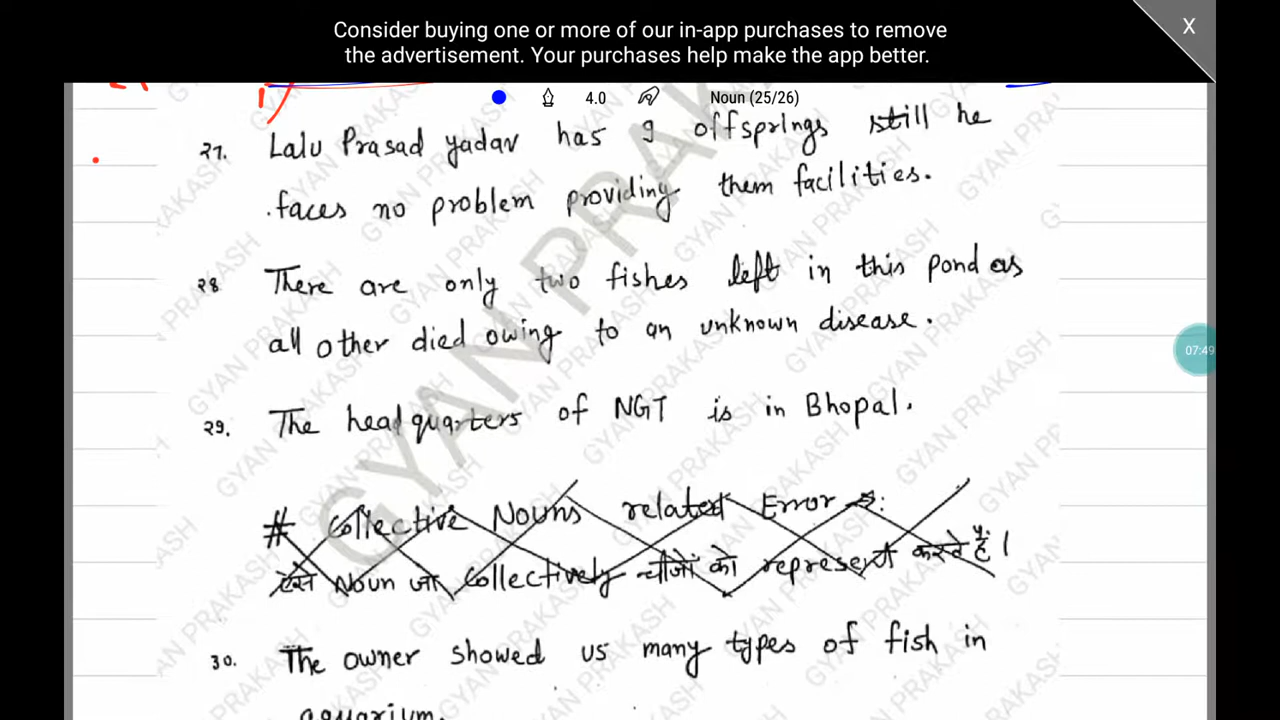 Consider buying one or more of our in-app purchases to remove
the advertisement. Your purchases help make the app better.
X
4.0 Noun (25/26)
i)
27. Lalu Prasad yadav has 9 offsprings still he
faces no problem providing them facilities.
28 There are only two fishes left in this pond as
all other died owing to an unknown disease.
07:49
29. The headquarters of NGT is in Bhopal.
# Collective Nouns related Error
Noun जो collectively चीजों को represent करते हैं।
30. The owner showed us many types of fish in
aquarium.
GYAN PRAKASH